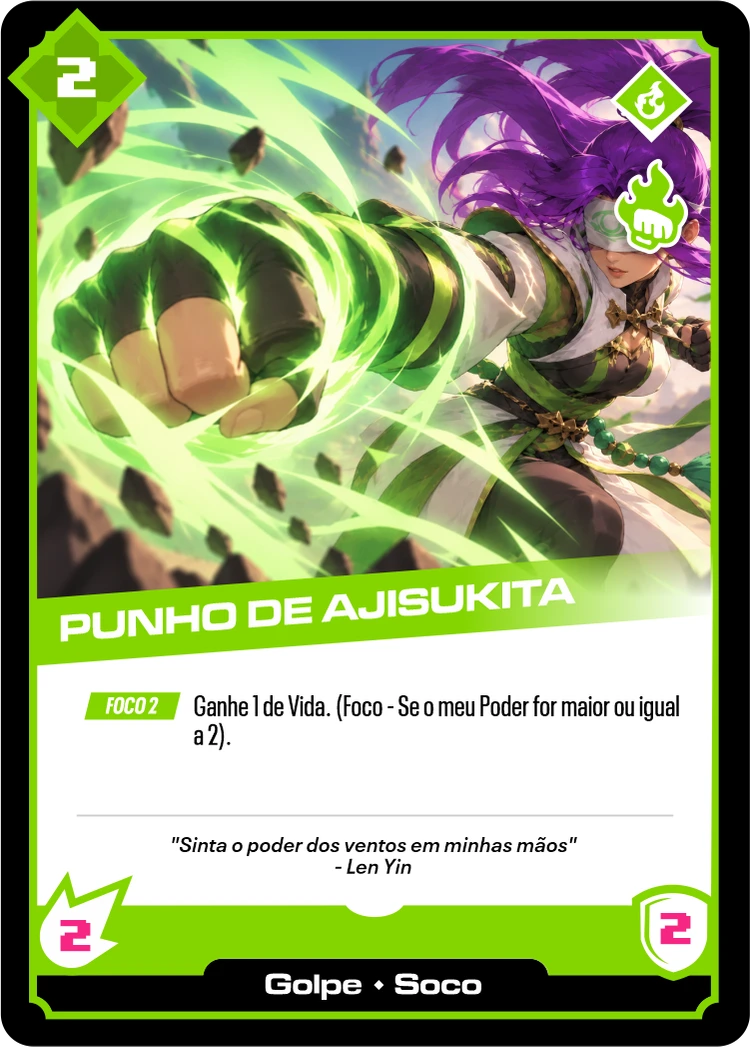 2
PUNHO DE AJISUKITA
FOCO 2
Ganhe 1 de Vida. (Foco - Se o meu Poder for maior ou igual
a 2).
"Sinta o poder dos ventos em minhas mãos"
- Len Yin
2
2
Golpe • Soco